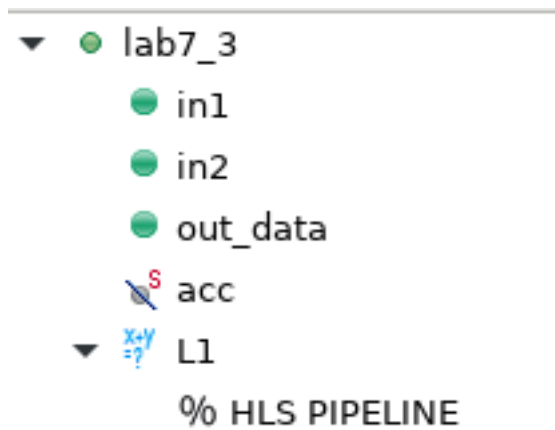 lab7_3
in1
in2
out_data
S acc
x+y =? L1
% HLS PIPELINE